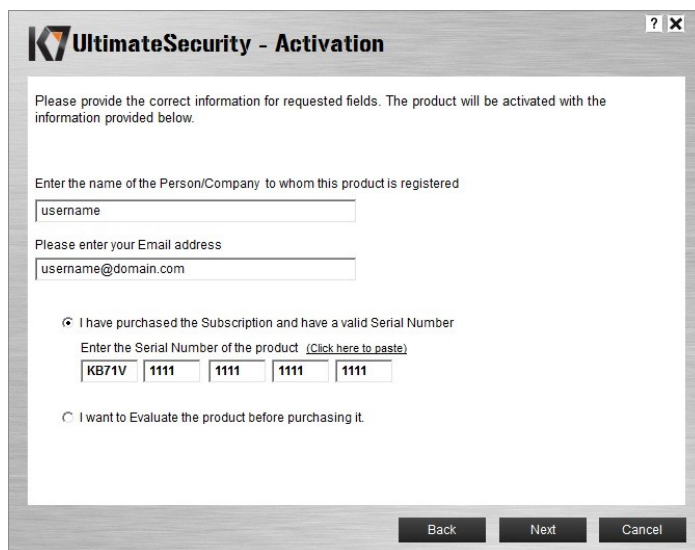 ? X
K7 UltimateSecurity - Activation
Please provide the correct information for requested fields. The product will be activated with the
information provided below.
Enter the name of the Person/Company to whom this product is registered
username
Please enter your Email address
username@domain.com
I have purchased the Subscription and have a valid Serial Number
Enter the Serial Number of the product (Click here to paste)
KB71V 1111 1111 1111 1111
I want to Evaluate the product before purchasing it.
Back Next Cancel